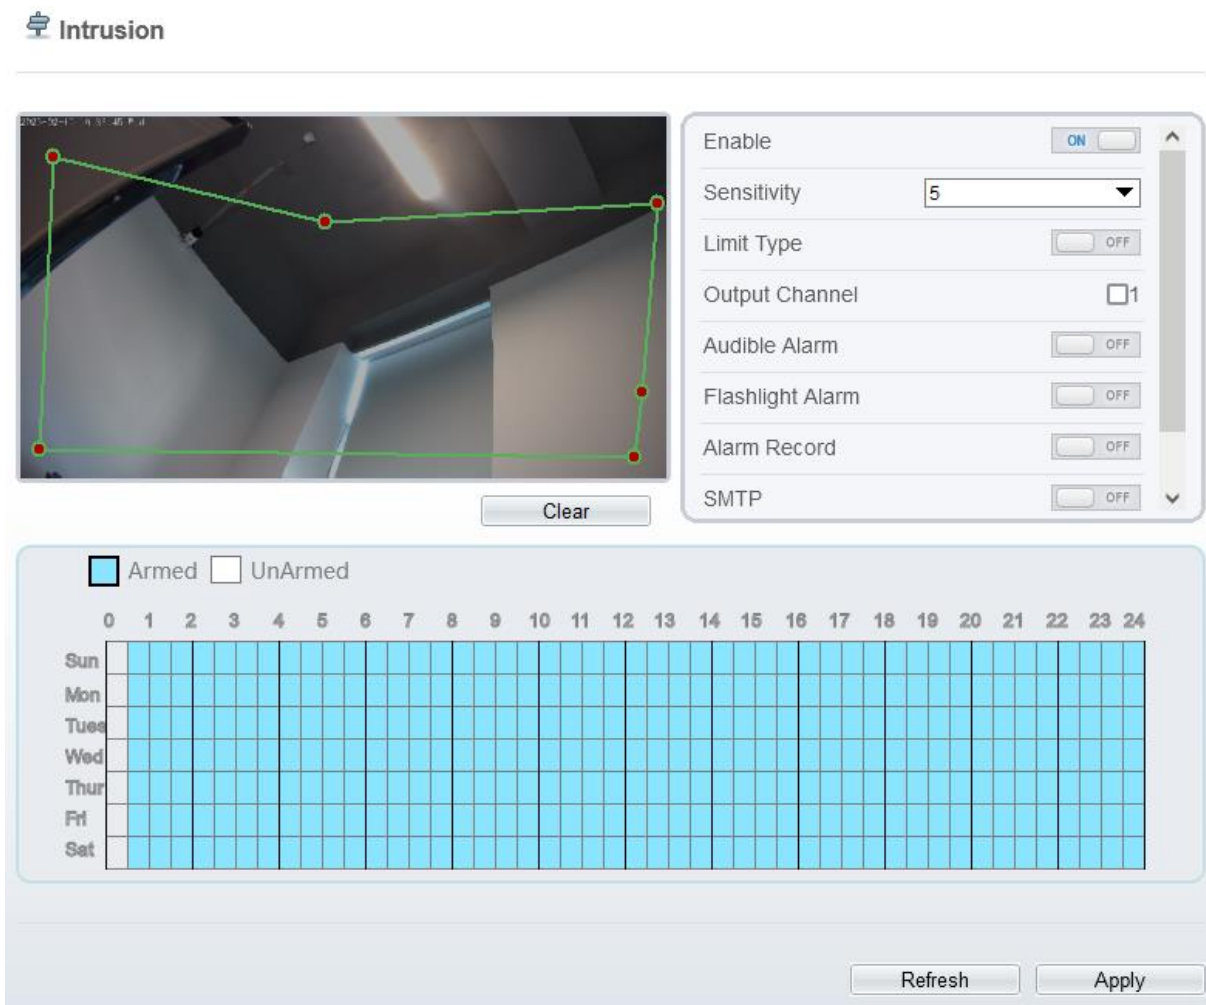 Intrusion
Enable ON
Sensitivity 5
Limit Type OFF
Output Channel 1
Audible Alarm OFF
Flashlight Alarm OFF
Alarm Record OFF
SMTP OFF
Clear
Armed UnArmed
0 1 2 3 4 5 6 7 8 9 10 11 12 13 14 15 16 17 18 19 20 21 22 23 24
Sun
Mon
Tues
Wed
Thur
Fri
Sat
Refresh Apply